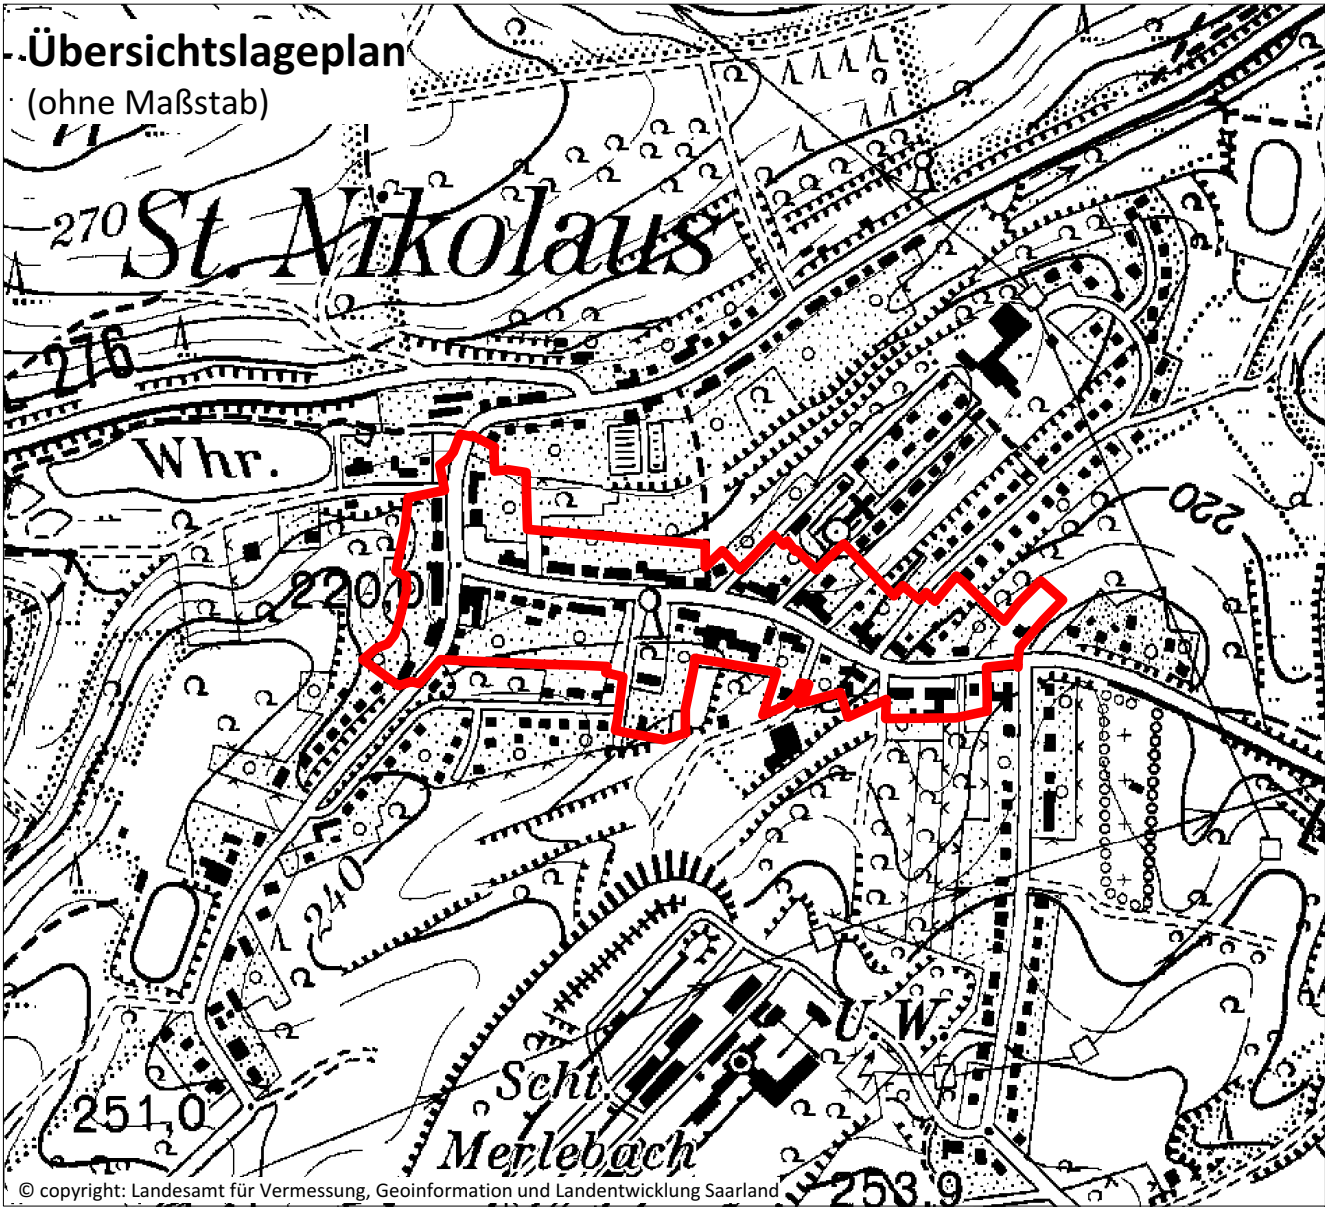 Übersichtslageplan
(ohne Maßstab)
270
St. Nikolaus
276
Whr.
220
220,0
240
U W
Scht.
251,0
Merlebach
253,9
© copyright: Landesamt für Vermessung, Geoinformation und Landentwicklung Saarland